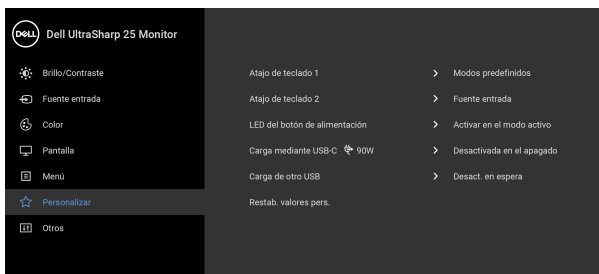 DELL Dell UltraSharp 25 Monitor
Brillo/Contraste
Fuente entrada
Color
Pantalla
Menú
Personalizar
Otros
Atajo de teclado 1 > Modos predefinidos
Atajo de teclado 2 > Fuente entrada
LED del botón de alimentación > Activar en el modo activo
Carga mediante USB-C 90W > Desactivada en el apagado
Carga de otro USB > Desact. en espera
Restab. valores pers.